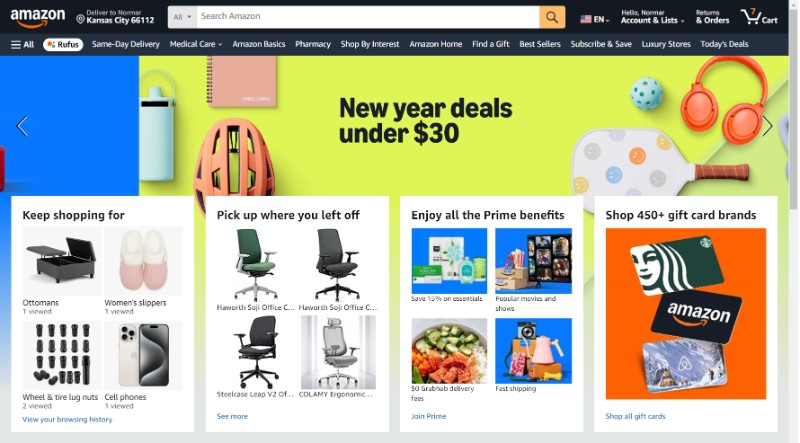 amazon
Deliver to Normar
Kansas City 66112
All
Search Amazon
EN
Hello, Normar
Account & Lists
Returns
& Orders
7
Cart
All
Rufus
Same-Day Delivery
Medical Care
Amazon Basics
Pharmacy
Shop By Interest
Amazon Home
Find a Gift
Best Sellers
Subscribe & Save
Luxury Stores
Today's Deals
New year deals
under $30
Keep shopping for
Ottomans
1 viewed
Women's slippers
1 viewed
Wheel & tire lug nuts
2 viewed
Cell phones
1 viewed
View your browsing history
Pick up where you left off
Haworth Soji Office C...
Haworth Soji Office C...
Steelcase Leap V2 Of...
COLAMY Ergonomic...
See more
Enjoy all the Prime benefits
Save 15% on essentials
Popular movies and
shows
$0 Grubhub delivery
fees
Fast shipping
Join Prime
Shop 450+ gift card brands
amazon
Shop all gift cards